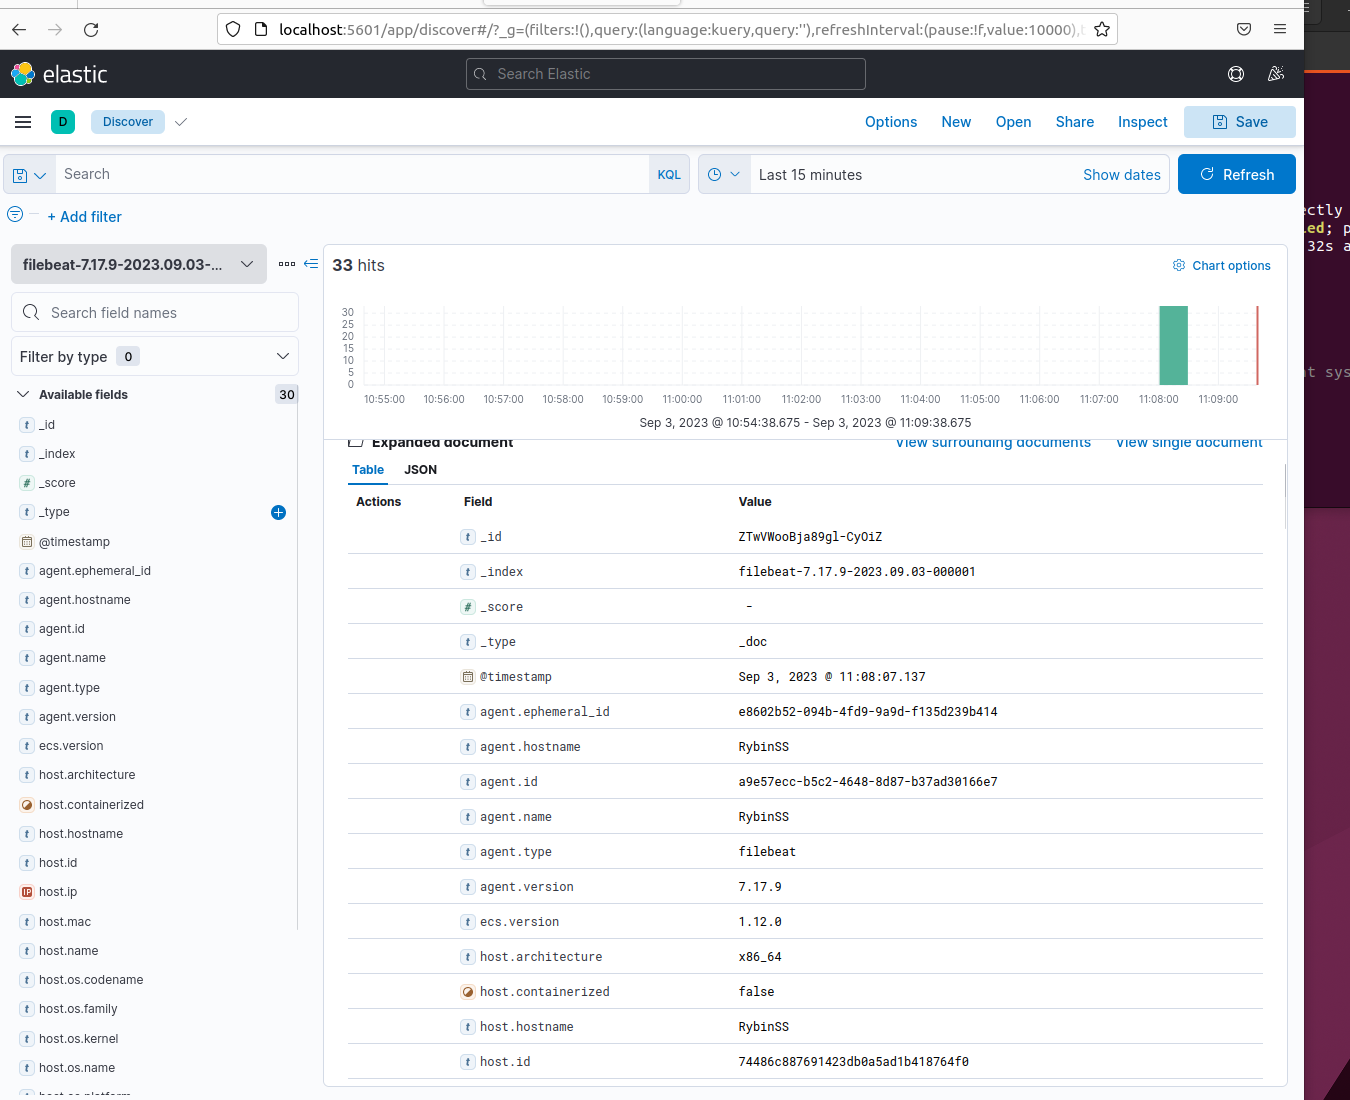 localhost:5601/app/discover#/?_g=(filters:!(),query:(language:kuery,query:''),refreshInterval:(pause:!f,value:10000),
elastic
Search Elastic
D
Discover
Options
New
Open
Share
Inspect
Save
Search
KQL
Last 15 minutes
Show dates
Refresh
+ Add filter
filebeat-7.17.9-2023.09.03-...
33 hits
Chart options
Search field names
Filter by type 0
Available fields
30
t _id
t _index
# _score
t _type
@timestamp
t agent.ephemeral_id
t agent.hostname
t agent.id
t agent.name
t agent.type
t agent.version
t ecs.version
t host.architecture
host.containerized
t host.hostname
t host.id
IP host.ip
t host.mac
t host.name
t host.os.codename
t host.os.family
t host.os.kernel
t host.os.name
host.os.platform
30
25
20
15
10
5
0
10:55:00 10:56:00 10:57:00 10:58:00 10:59:00 11:00:00 11:01:00 11:02:00 11:03:00 11:04:00 11:05:00 11:06:00 11:07:00 11:08:00 11:09:00
Sep 3, 2023 @ 10:54:38.675 - Sep 3, 2023 @ 11:09:38.675
Expanded document
View surrounding documents
View single document
Table
JSON
Actions Field Value
t _id ZTwVWooBja89gl-CyOiZ
t _index filebeat-7.17.9-2023.09.03-000001
# _score -
t _type _doc
@timestamp Sep 3, 2023 @ 11:08:07.137
t agent.ephemeral_id e8602b52-094b-4fd9-9a9d-f135d239b414
t agent.hostname RybinSS
t agent.id a9e57ecc-b5c2-4648-8d87-b37ad30166e7
t agent.name RybinSS
t agent.type filebeat
t agent.version 7.17.9
t ecs.version 1.12.0
t host.architecture x86_64
host.containerized false
t host.hostname RybinSS
t host.id 74486c887691423db0a5ad1b418764f0
ectly
led; p
32s a
at sys